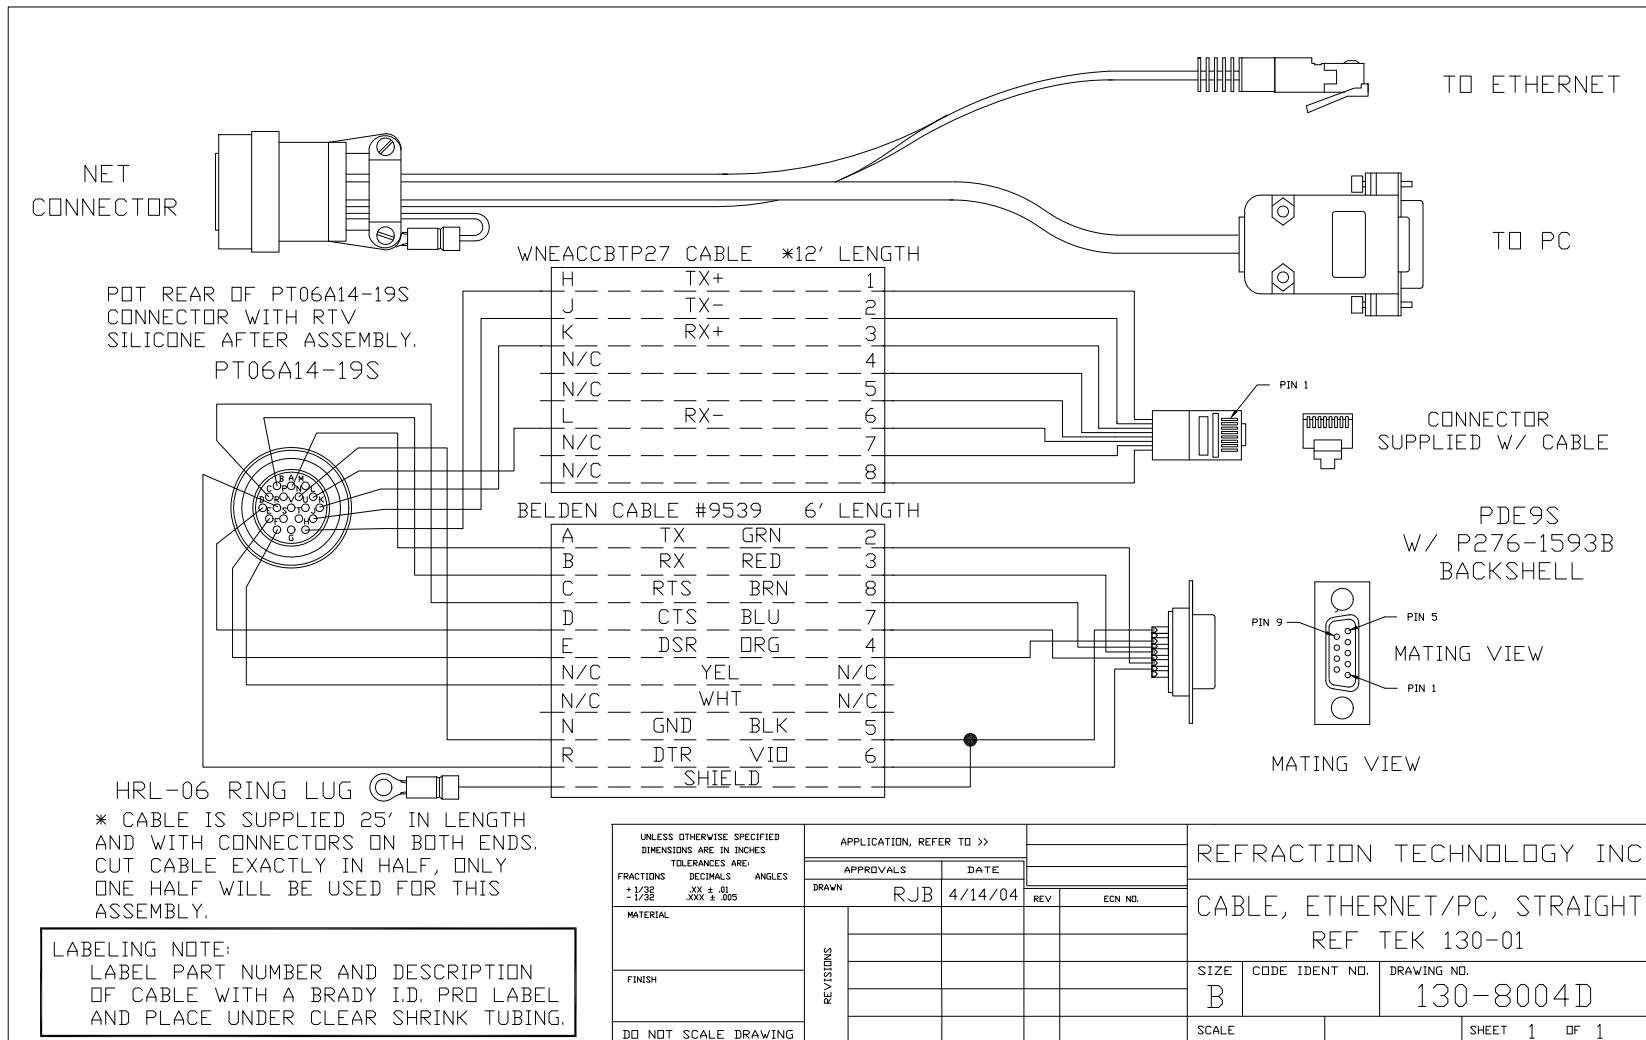 TO ETHERNET
NET
CONNECTOR
TO PC
WNEACCBTP27 CABLE *12' LENGTH
H TX+ 1
J TX- 2
K RX+ 3
N/C 4
N/C 5
L RX- 6
N/C 7
N/C 8
POT REAR OF PT06A14-19S
CONNECTOR WITH RTV
SILICONE AFTER ASSEMBLY.
PT06A14-19S
B A M
C P N L
D R V U K
E S T J
F H
G
PIN 1
CONNECTOR
SUPPLIED W/ CABLE
BELDEN CABLE #9539 6' LENGTH
A TX GRN 2
B RX RED 3
C RTS BRN 8
D CTS BLU 7
E DSR ORG 4
N/C YEL N/C
N/C WHT N/C
N GND BLK 5
R DTR VIO 6
SHIELD
PDE9S
W/ P276-1593B
BACKSHELL
PIN 9
PIN 5
MATING VIEW
PIN 1
MATING VIEW
HRL-06 RING LUG
* CABLE IS SUPPLIED 25' IN LENGTH
AND WITH CONNECTORS ON BOTH ENDS.
CUT CABLE EXACTLY IN HALF, ONLY
ONE HALF WILL BE USED FOR THIS
ASSEMBLY.
LABELING NOTE:
LABEL PART NUMBER AND DESCRIPTION
OF CABLE WITH A BRADY I.D. PRO LABEL
AND PLACE UNDER CLEAR SHRINK TUBING.
UNLESS OTHERWISE SPECIFIED
DIMENSIONS ARE IN INCHES
TOLERANCES ARE:
FRACTIONS DECIMALS ANGLES
+ 1/32 .XX ± .01
- 1/32 .XXX ± .005
MATERIAL
FINISH
DO NOT SCALE DRAWING
APPLICATION, REFER TO >>
APPROVALS DATE
DRAWN RJB 4/14/04
REV ECN NO.
REVISIONS
REFRACTION TECHNOLOGY INC
CABLE, ETHERNET/PC, STRAIGHT
REF TEK 130-01
SIZE CODE IDENT NO. DRAWING NO.
B 130-8004D
SCALE SHEET 1 OF 1